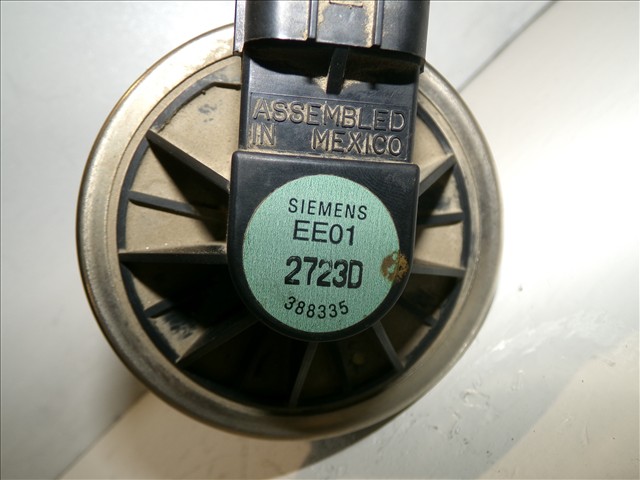 ASSEMBLED
IN MEXICO
SIEMENS
EE01
2723D
388335